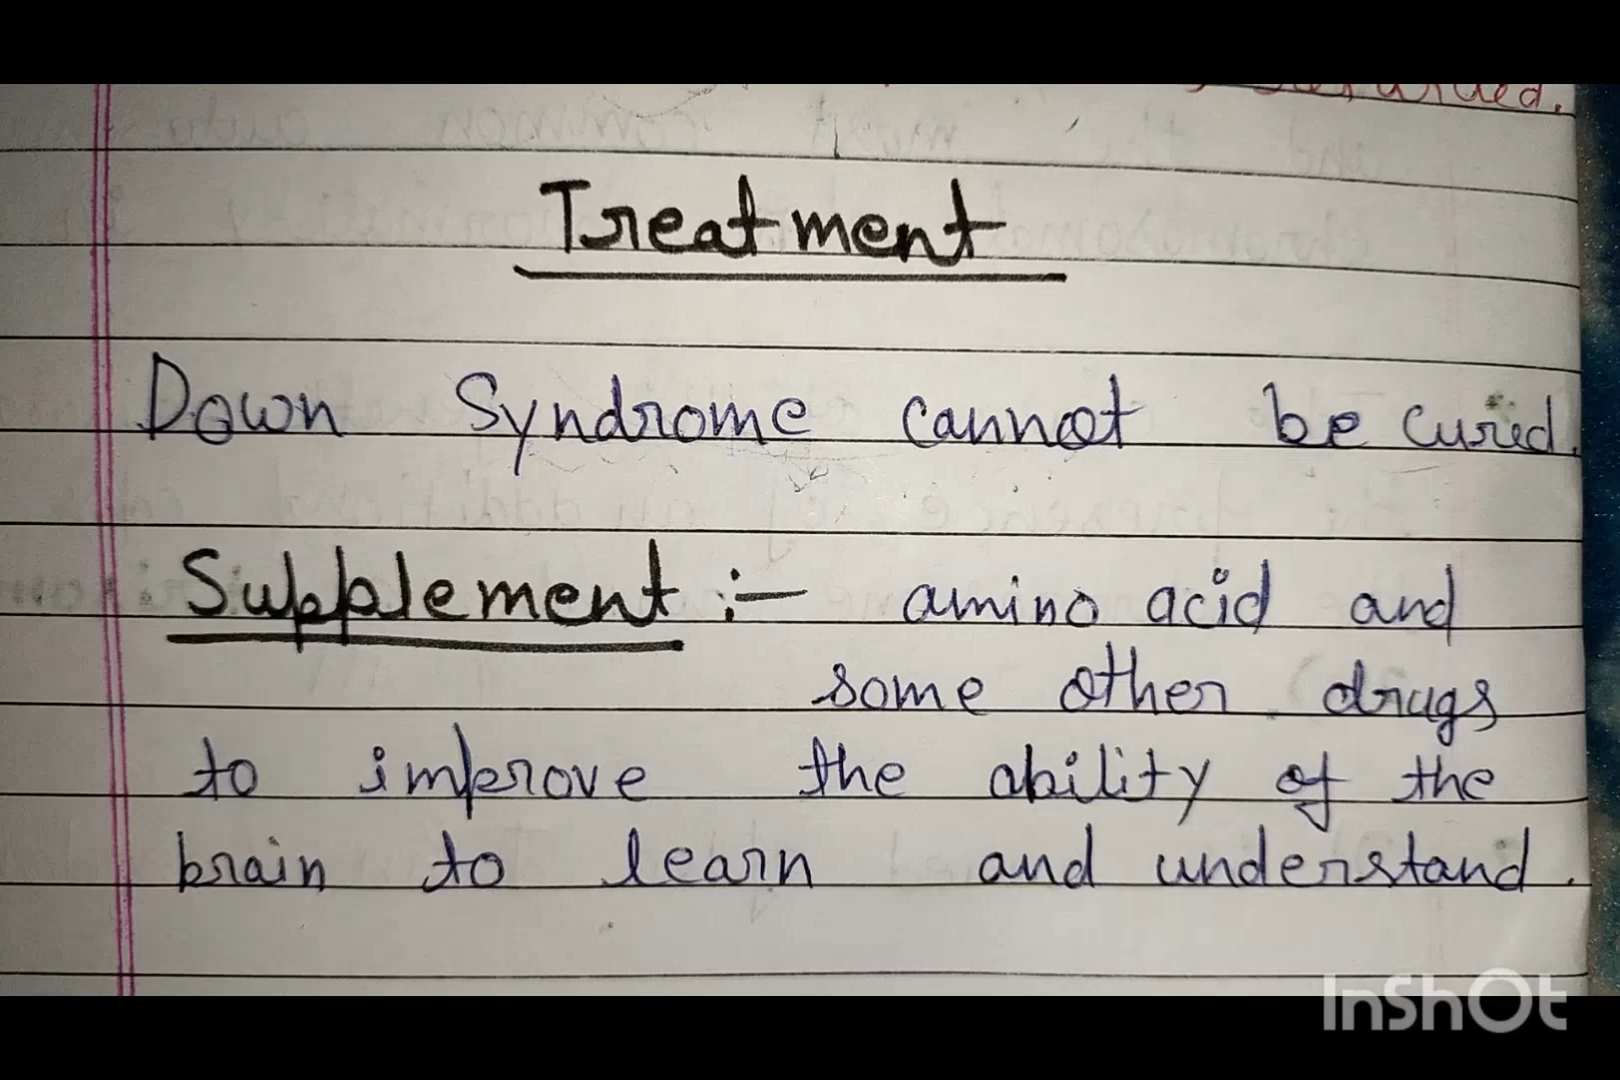 Treatment
Down Syndrome cannot be cured.
Supplement :- amino acid and
some other drugs
to improve the ability of the
brain to learn and understand.
InShOt